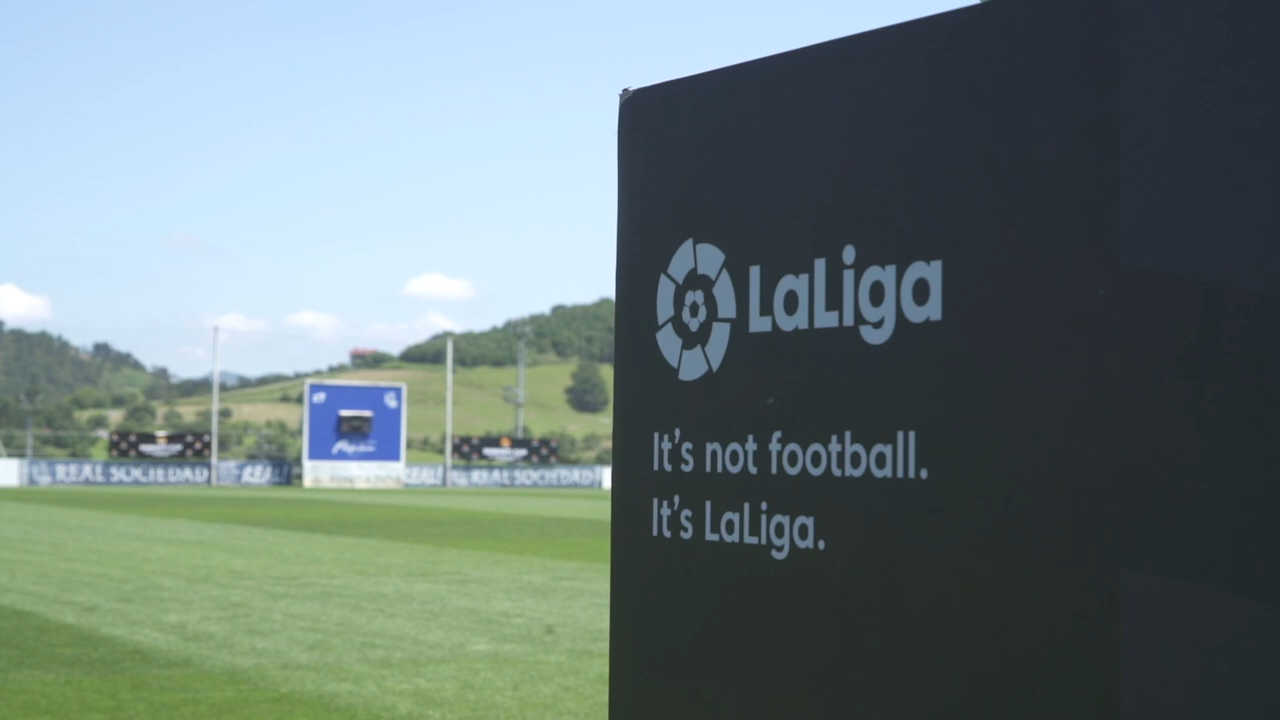 LaLiga
It's not football.
It's LaLiga.
REAL SOCIEDAD
REAL SOCIEDAD